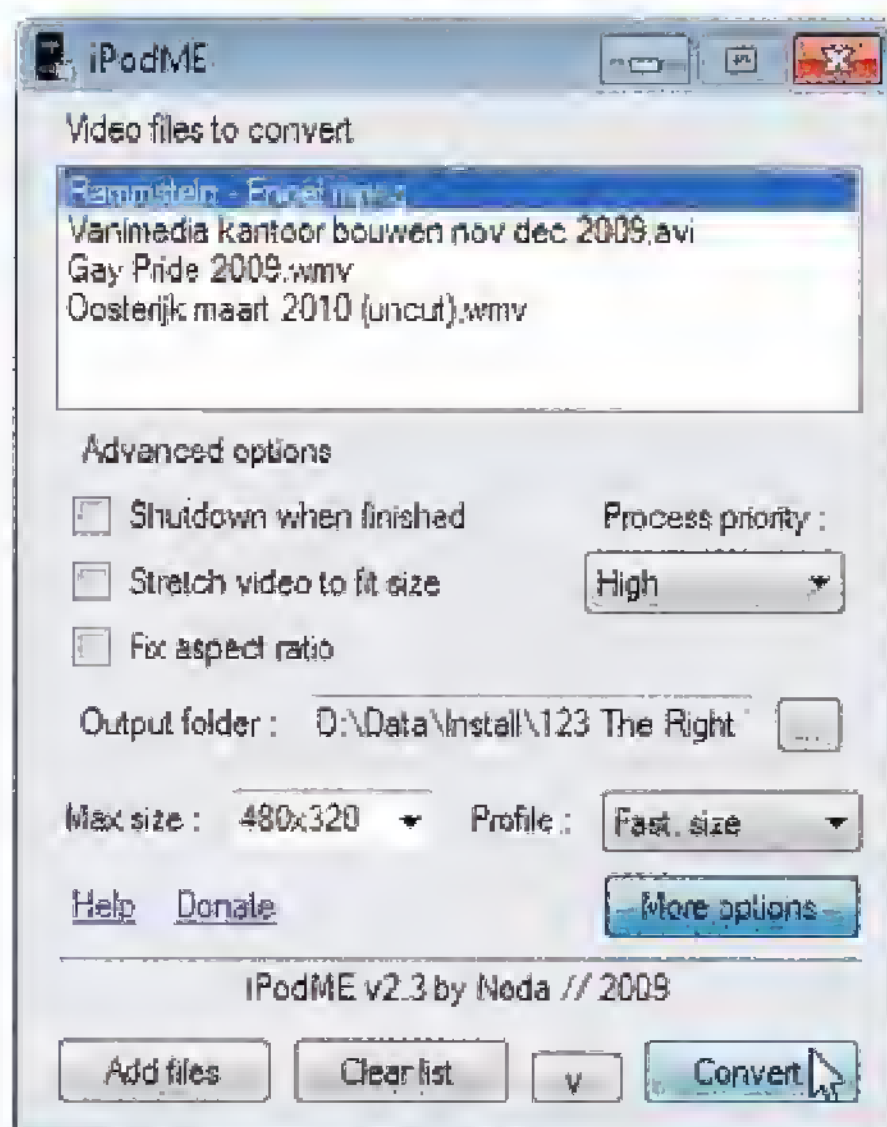 iPodME
Video files to convert
Rammstein - Engel.mpeg
Vanimedia kantoor bouwen nov dec 2009.avi
Gay Pride 2009.wmv
Oosterijk maart 2010 (uncut).wmv
Advanced options
Shutdown when finished Process priority :
Stretch video to fit size High
Fix aspect ratio
Output folder : D:\Data\Install\123 The Right ...
Max size : 480x320 Profile : Fast, size
Help Donate More options
iPodME v2.3 by Noda // 2009
Add files Clear list v Convert